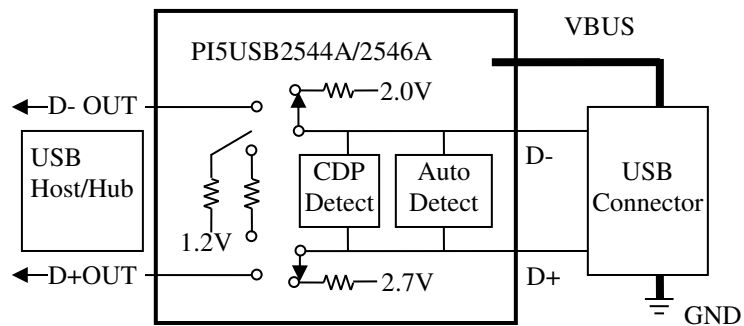 VBUS
PI5USB2544A/2546A
D- OUT
2.0V
USB
Host/Hub
CDP
Detect
Auto
Detect
D-
USB
Connector
1.2V
D+OUT
2.7V
D+
GND